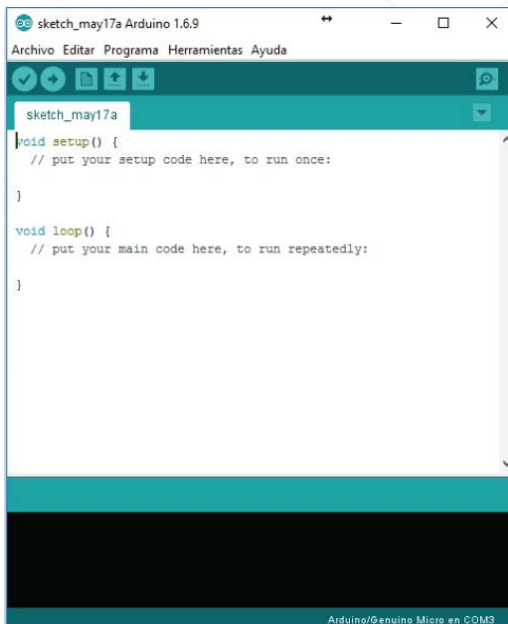 sketch_may17a Arduino 1.6.9
Archivo Editar Programa Herramientas Ayuda
sketch_may17a
void setup() {
// put your setup code here, to run once:
}
void loop() {
// put your main code here, to run repeatedly:
}
Arduino/Genuino Micro en COM3